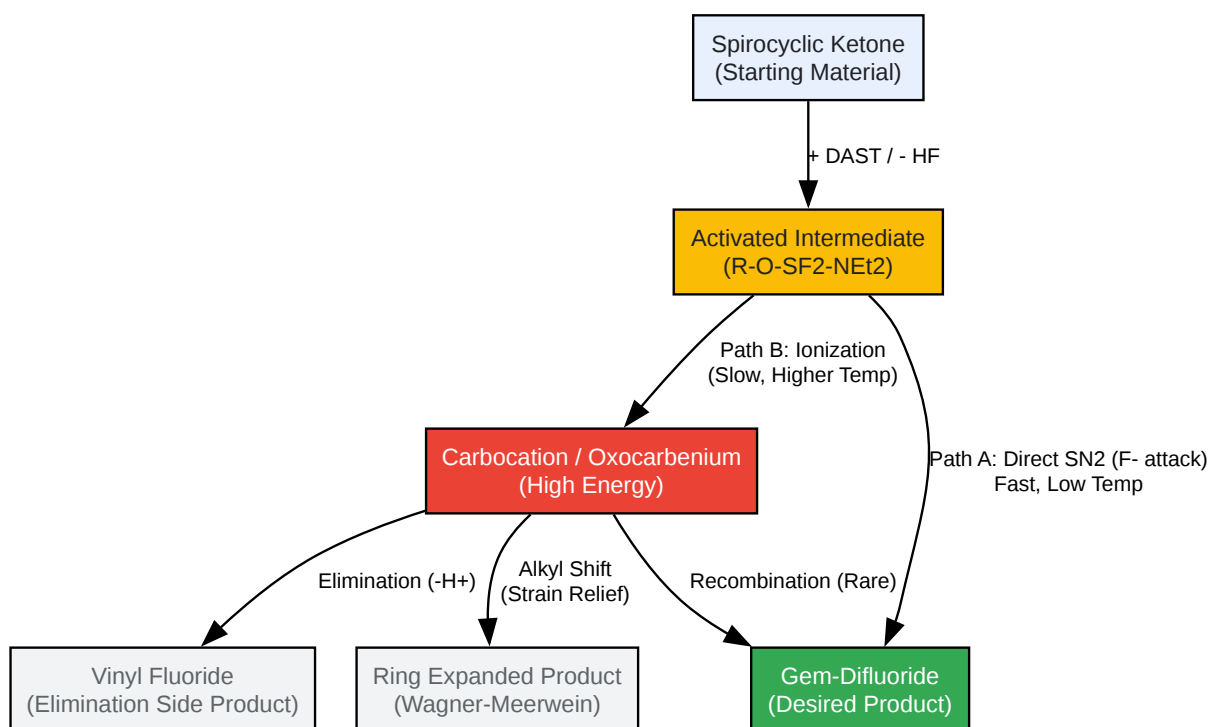 Spirocyclic Ketone
(Starting Material)
+ DAST / - HF
Activated Intermediate
(R-O-SF2-NEt2)
Path B: Ionization
(Slow, Higher Temp)
Path A: Direct SN2 (F- attack)
Fast, Low Temp
Carbocation / Oxocarbenium
(High Energy)
Elimination (-H+)
Alkyl Shift
(Strain Relief)
Recombination (Rare)
Vinyl Fluoride
(Elimination Side Product)
Ring Expanded Product
(Wagner-Meerwein)
Gem-Difluoride
(Desired Product)